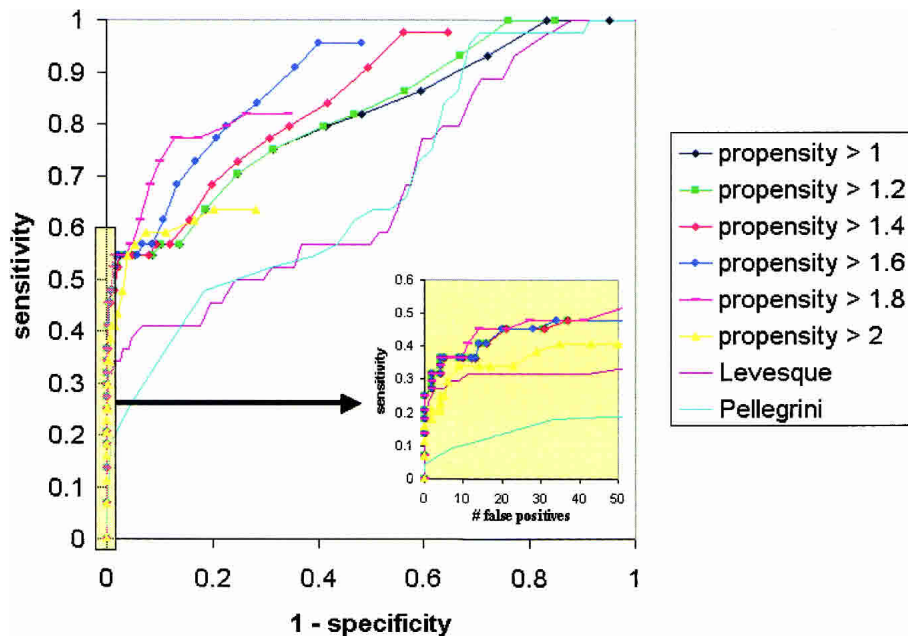 1
0.9
0.8
0.7
0.6
0.5
0.4
0.3
0.2
0.1
0
sensitivity
0 0.2 0.4 0.6 0.8 1
1 - specificity
0.6
0.5
0.4
0.3
0.2
0.1
0
sensitivity
0 10 20 30 40 50
# false positives
propensity > 1
propensity > 1.2
propensity > 1.4
propensity > 1.6
propensity > 1.8
propensity > 2
Levesque
Pellegrini